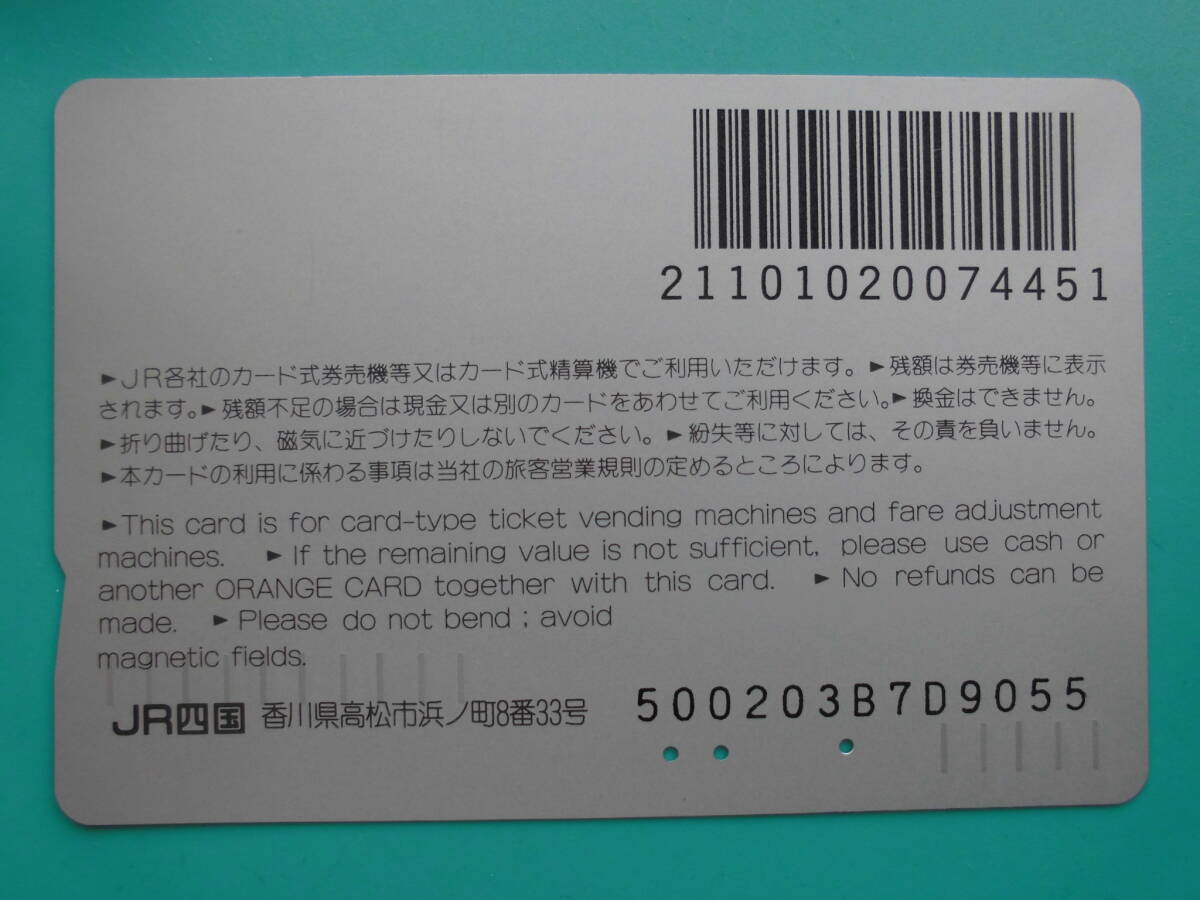 21101020074451
►JR各社のカード式券売機等又はカード式精算機でご利用いただけます。►残額は券売機等に表示
されます。►残額不足の場合は現金又は別のカードをあわせてご利用ください。►換金はできません。
►折り曲げたり、磁気に近づけたりしないでください。►紛失等に対しては、その責を負いません。
►本カードの利用に係わる事項は当社の旅客営業規則の定めるところによります。
►This card is for card-type ticket vending machines and fare adjustment
machines. ►If the remaining value is not sufficient, please use cash or
another ORANGE CARD together with this card. ►No refunds can be
made. ►Please do not bend ; avoid
magnetic fields.
JR四国 香川県高松市浜ノ町8番33号
500203B7D9055